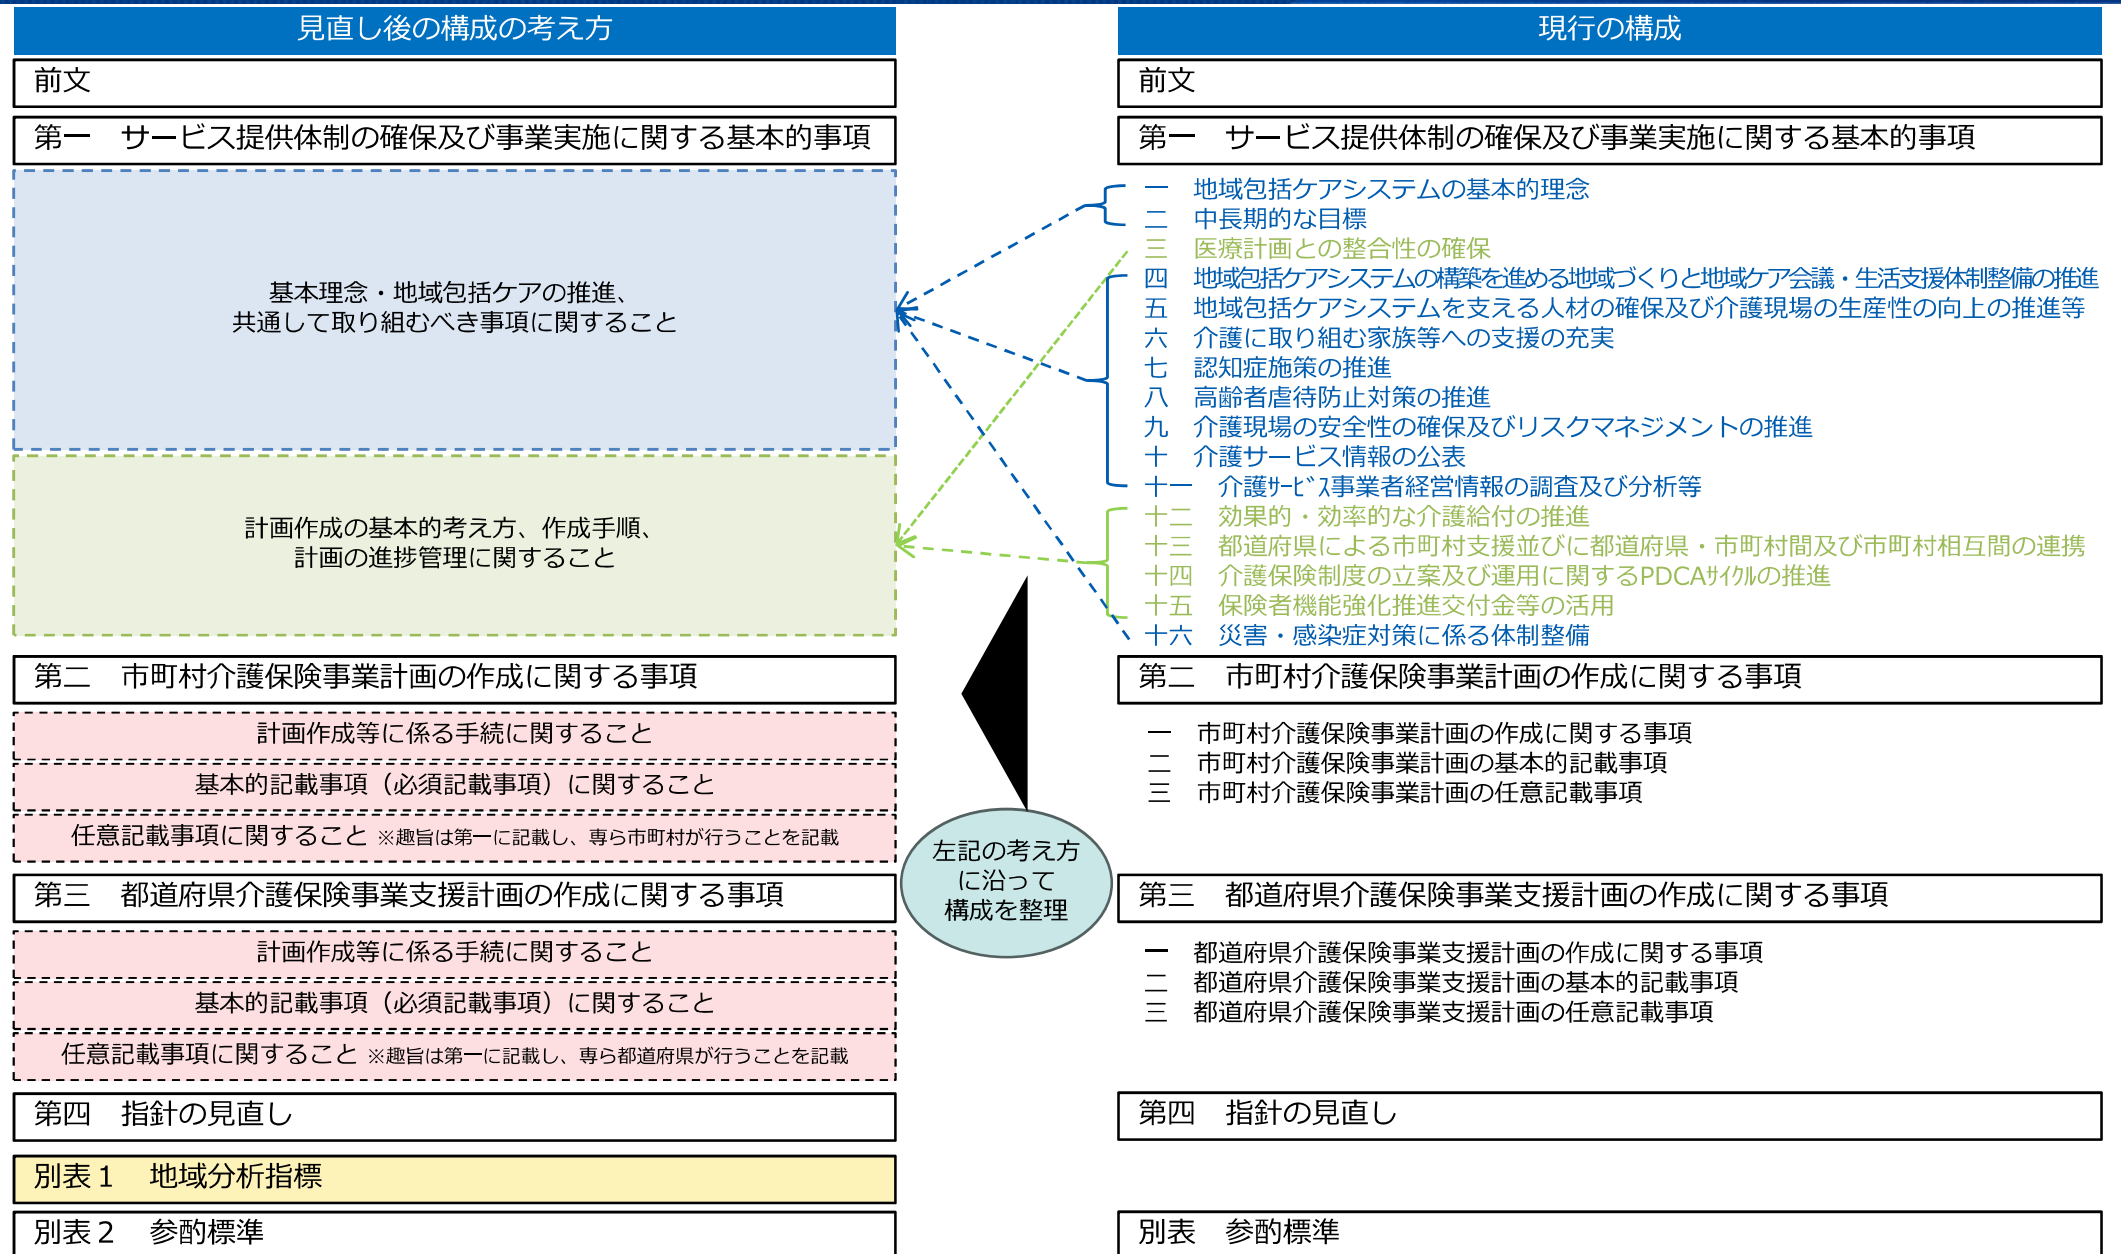 見直し後の構成の考え方
前文
第一　サービス提供体制の確保及び事業実施に関する基本的事項
基本理念・地域包括ケアの推進、
共通して取り組むべき事項に関すること
計画作成の基本的考え方、作成手順、
計画の進捗管理に関すること
第二　市町村介護保険事業計画の作成に関する事項
計画作成等に係る手続に関すること
基本的記載事項（必須記載事項）に関すること
任意記載事項に関すること ※趣旨は第一に記載し、専ら市町村が行うことを記載
第三　都道府県介護保険事業支援計画の作成に関する事項
計画作成等に係る手続に関すること
基本的記載事項（必須記載事項）に関すること
任意記載事項に関すること ※趣旨は第一に記載し、専ら都道府県が行うことを記載
第四　指針の見直し
別表１　地域分析指標
別表２　参酌標準
左記の考え方
に沿って
構成を整理
現行の構成
前文
第一　サービス提供体制の確保及び事業実施に関する基本的事項
一　地域包括ケアシステムの基本的理念
二　中長期的な目標
三　医療計画との整合性の確保
四　地域包括ケアシステムの構築を進める地域づくりと地域ケア会議・生活支援体制整備の推進
五　地域包括ケアシステムを支える人材の確保及び介護現場の生産性の向上の推進等
六　介護に取り組む家族等への支援の充実
七　認知症施策の推進
八　高齢者虐待防止対策の推進
九　介護現場の安全性の確保及びリスクマネジメントの推進
十　介護サービス情報の公表
十一　介護ｻｰﾋﾞｽ事業者経営情報の調査及び分析等
十二　効果的・効率的な介護給付の推進
十三　都道府県による市町村支援並びに都道府県・市町村間及び市町村相互間の連携
十四　介護保険制度の立案及び運用に関するPDCAｻｲｸﾙの推進
十五　保険者機能強化推進交付金等の活用
十六　災害・感染症対策に係る体制整備
第二　市町村介護保険事業計画の作成に関する事項
一　市町村介護保険事業計画の作成に関する事項
二　市町村介護保険事業計画の基本的記載事項
三　市町村介護保険事業計画の任意記載事項
第三　都道府県介護保険事業支援計画の作成に関する事項
一　都道府県介護保険事業支援計画の作成に関する事項
二　都道府県介護保険事業支援計画の基本的記載事項
三　都道府県介護保険事業支援計画の任意記載事項
第四　指針の見直し
別表　参酌標準